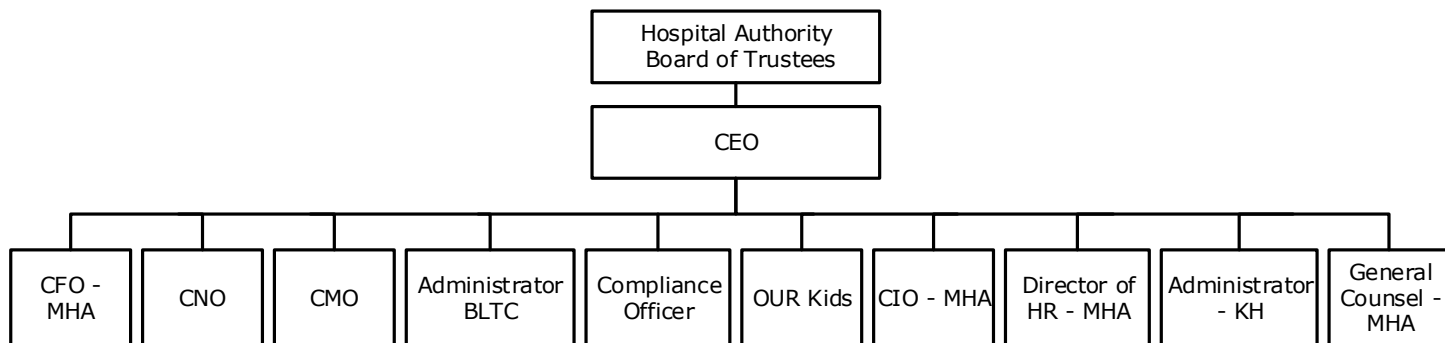 Hospital Authority
Board of Trustees
CEO
CFO -
MHA
CNO
CMO
Administrator
BLTC
Compliance
Officer
OUR Kids
CIO - MHA
Director of
HR - MHA
Administrator
- KH
General
Counsel -
MHA